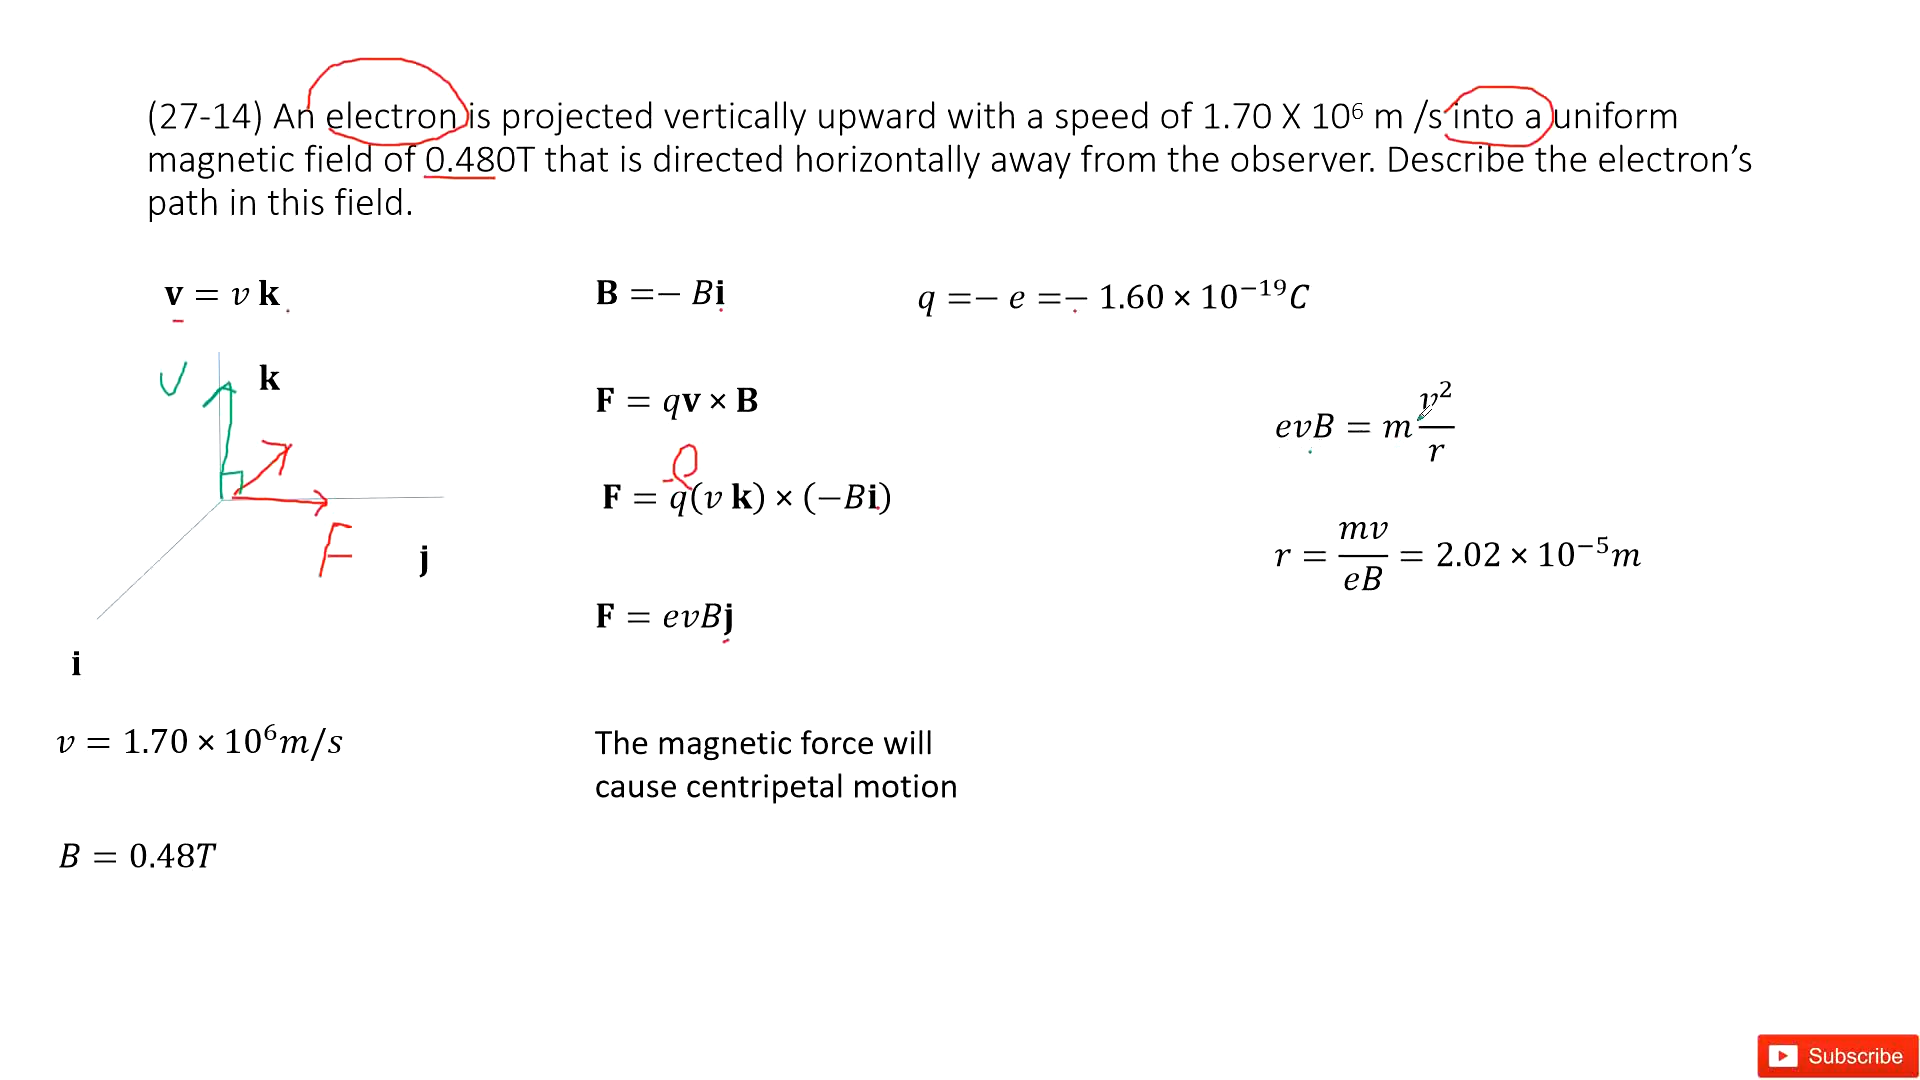 (27-14) An electron is projected vertically upward with a speed of 1.70 X 10⁶ m /s into a uniform
magnetic field of 0.480T that is directed horizontally away from the observer. Describe the electron’s
path in this field.
𝐯 = v 𝐤
𝐁 =− B𝐢
q =− e =− 1.60 × 10⁻¹⁹C
V
k
F = qv × B
evB = m v²/r
F = q(v k) × (−Bi)
F
j
r = mv/eB = 2.02 × 10⁻⁵m
F = evBj
i
v = 1.70 × 10⁶m/s
The magnetic force will
cause centripetal motion
B = 0.48T
Subscribe